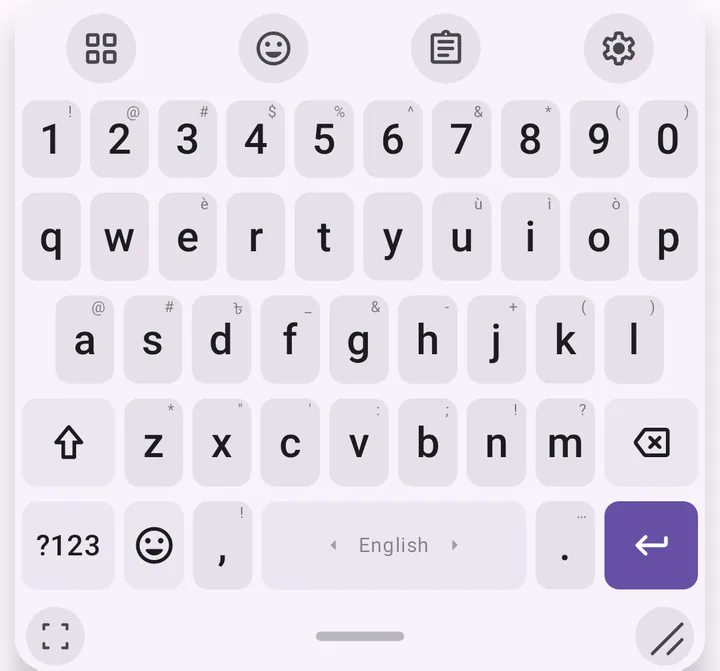 ! @ # $ % ^ & * ( )
1 2 3 4 5 6 7 8 9 0
è ù ì ò
q w e r t y u i o p
@ # _ & - + ( )
a s d f g h j k l
* " ' : ; ! ?
z x c v b n m
! …
?123 , English .